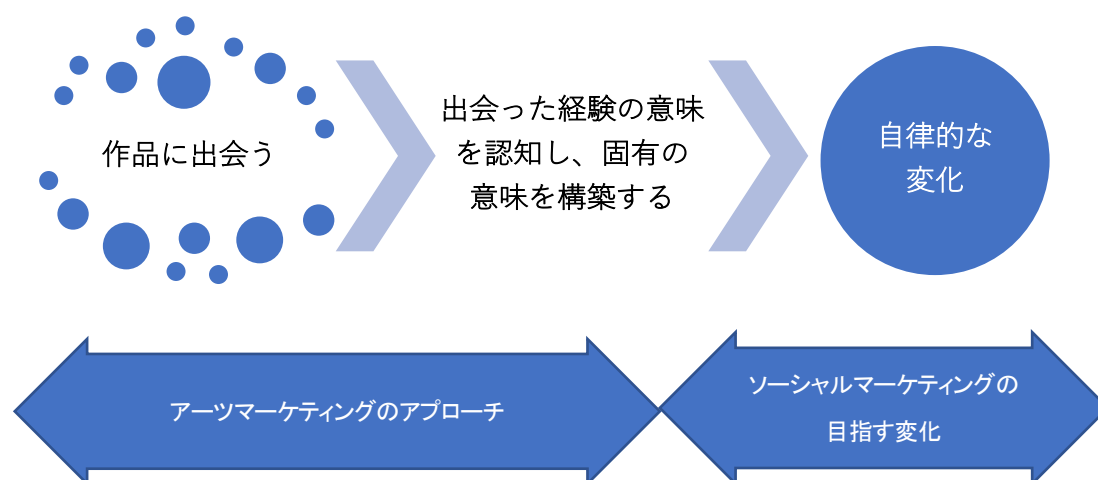 作品に出会う
出会った経験の意味
を認知し、固有の
意味を構築する
自律的な
変化
アーツマーケティングのアプローチ
ソーシャルマーケティングの
目指す変化